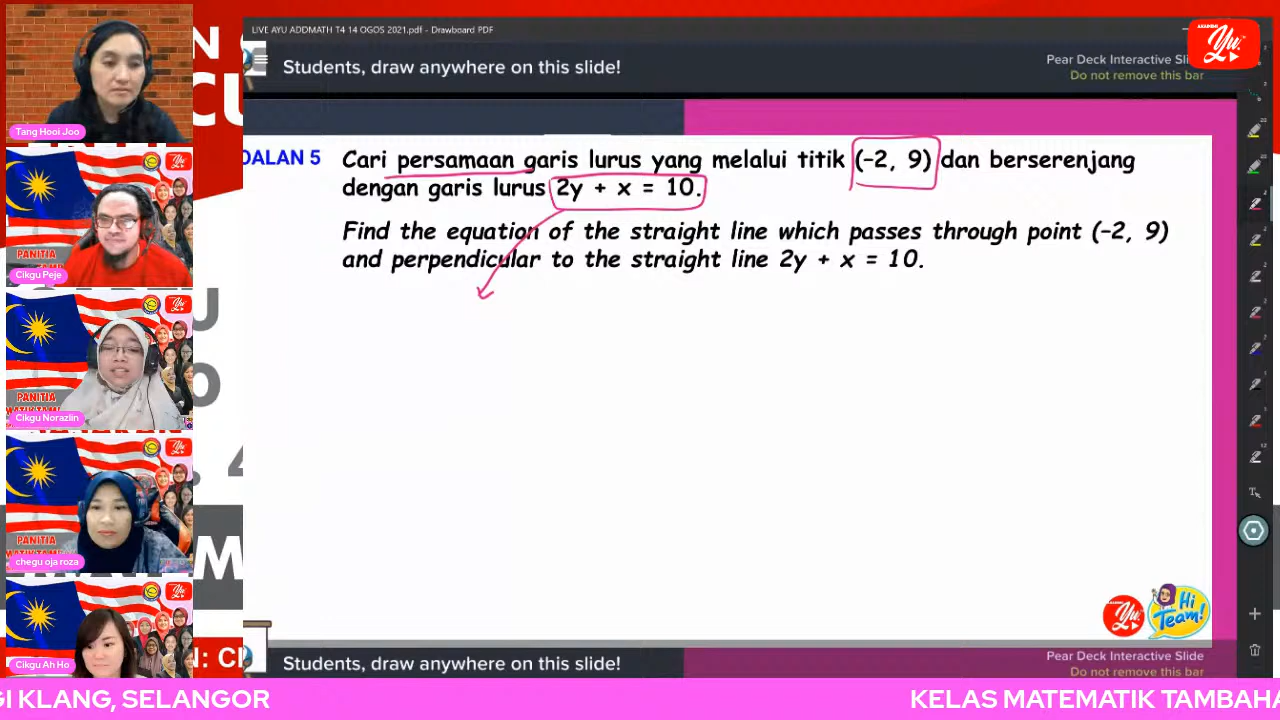 LIVE AYU ADDMATH T4 14 OGOS 2021.pdf - Drawboard PDF
Students, draw anywhere on this slide!
Pear Deck Interactive Sli
Do not remove this bar
OALAN 5
Cari persamaan garis lurus yang melalui titik (-2, 9) dan berserenjang
dengan garis lurus 2y + x = 10.
Find the equation of the straight line which passes through point (-2, 9)
and perpendicular to the straight line 2y + x = 10.
Tang Hooi Joo
Cikgu Peje
PANITIA
Cikgu Norazlin
PANITIA
chegu oja roza
PANITIA
Cikgu Ah Ho
Hi Team!
Students, draw anywhere on this slide!
Pear Deck Interactive Slide
Do not remove this bar
GI KLANG, SELANGOR
KELAS MATEMATIK TAMBAHA